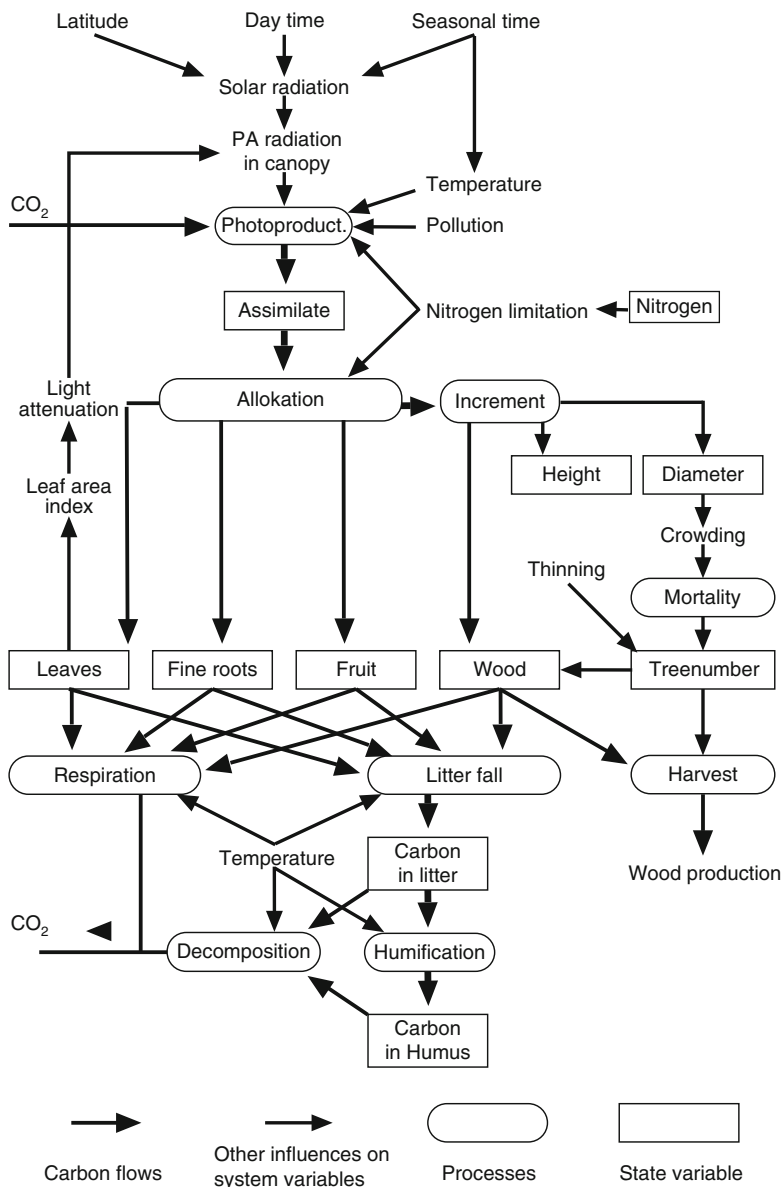 Latitude
Day time
Seasonal time
Solar radiation
PA radiation
in canopy
Temperature
CO2
Photoproduct.
Pollution
Assimilate
Nitrogen limitation
Nitrogen
Light
attenuation
Allokation
Increment
Height
Diameter
Leaf area
index
Crowding
Thinning
Mortality
Leaves
Fine roots
Fruit
Wood
Treenumber
Respiration
Litter fall
Harvest
Temperature
Carbon
in litter
Wood production
CO2
Decomposition
Humification
Carbon
in Humus
Carbon flows
Other influences on
system variables
Processes
State variable